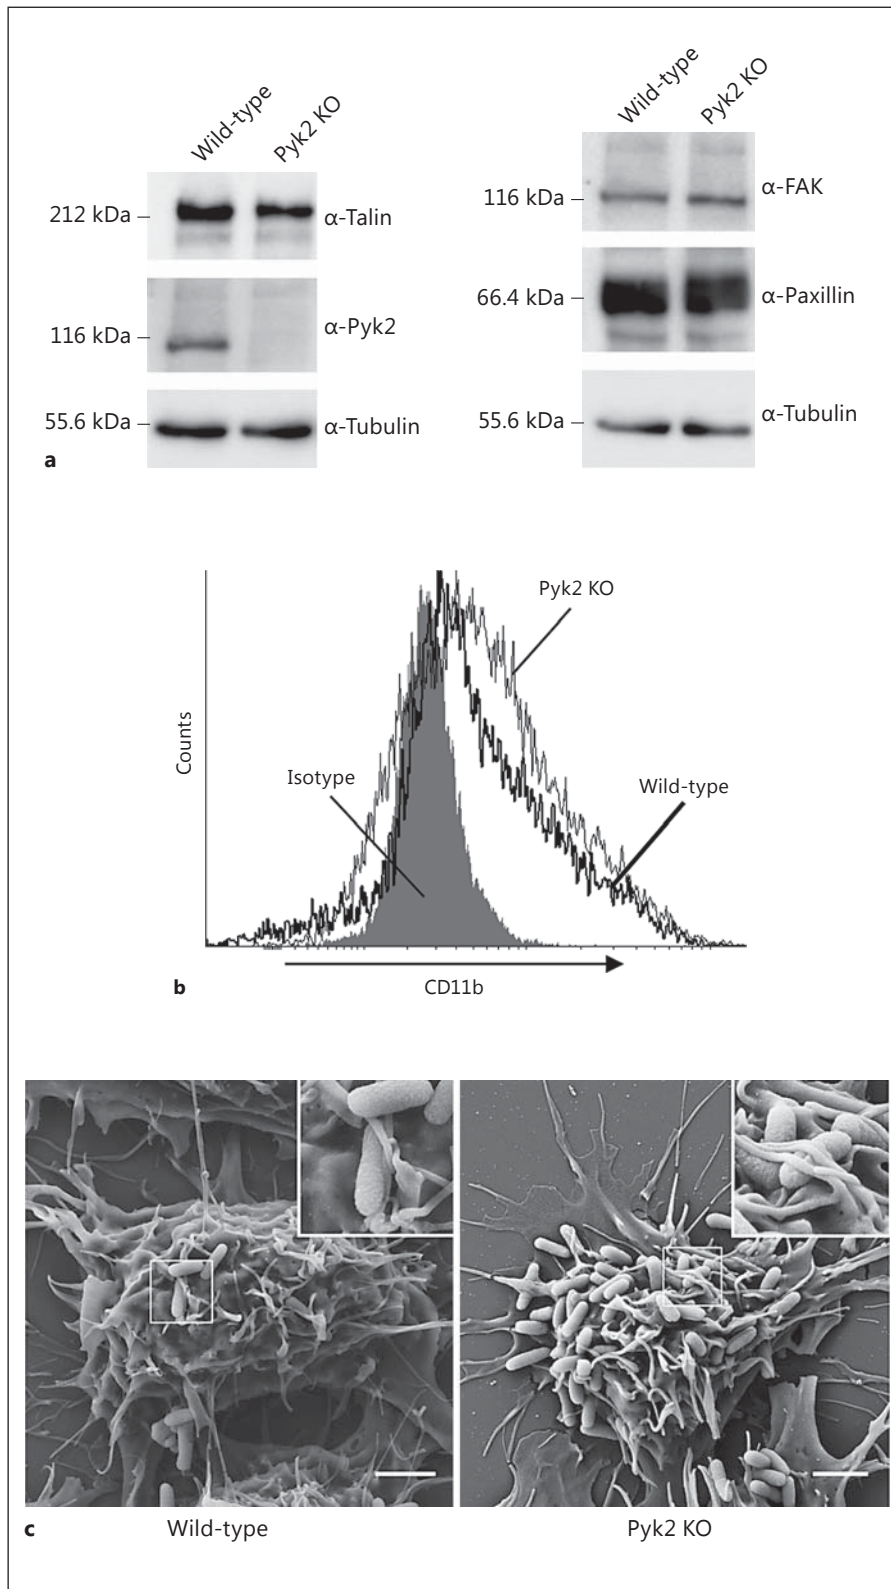 Wild-type
Pyk2 KO
212 kDa
α-Talin
116 kDa
α-Pyk2
55.6 kDa
α-Tubulin
a
Wild-type
Pyk2 KO
116 kDa
α-FAK
66.4 kDa
α-Paxillin
55.6 kDa
α-Tubulin
Pyk2 KO
Counts
Isotype
Wild-type
b
CD11b
c
Wild-type
Pyk2 KO